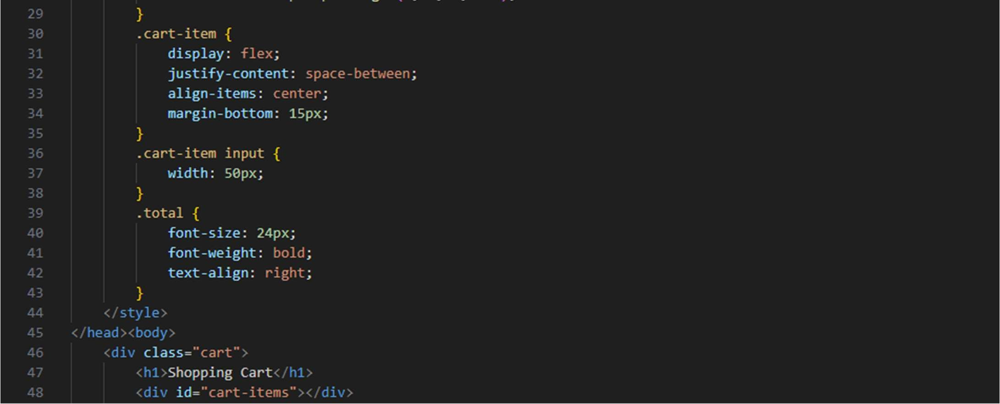 29 }
30 .cart-item {
31 display: flex;
32 justify-content: space-between;
33 align-items: center;
34 margin-bottom: 15px;
35 }
36 .cart-item input {
37 width: 50px;
38 }
39 .total {
40 font-size: 24px;
41 font-weight: bold;
42 text-align: right;
43 }
44 </style>
45 </head><body>
46 <div class="cart">
47 <h1>Shopping Cart</h1>
48 <div id="cart-items"></div>